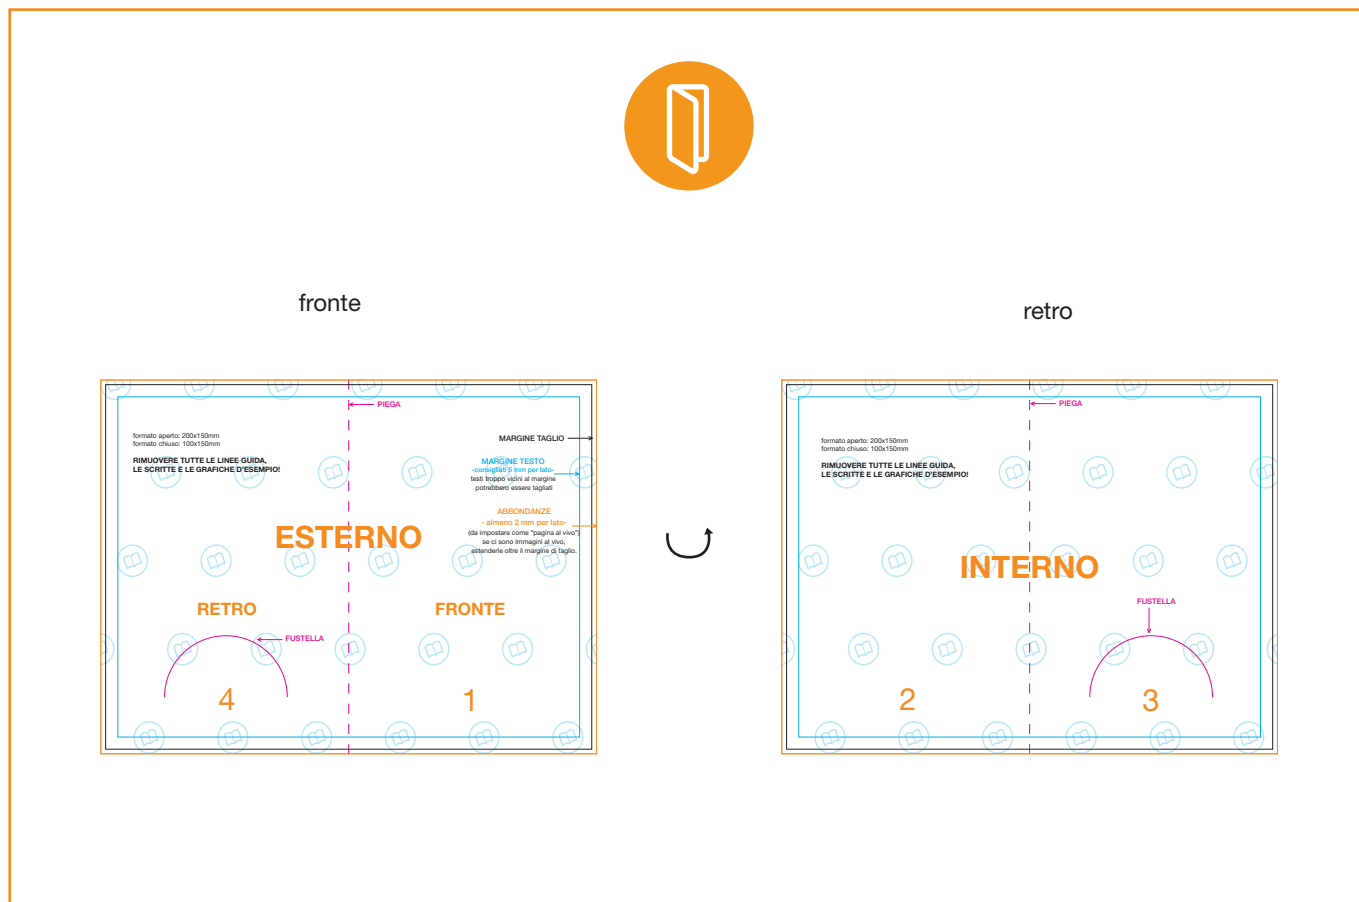 fronte
retro
PIEGA
formato aperto: 200x150mm
formato chiuso: 100x150mm
RIMUOVERE TUTTE LE LINEE GUIDA,
LE SCRITTE E LE GRAFICHE D'ESEMPIO!
MARGINE TAGLIO
MARGINE TESTO
-consigliati 5 mm per lato-
testi troppo vicini al margine
potrebbero essere tagliati
ABBONDANZE
- almeno 2 mm per lato-
(da impostare come "pagina al vivo")
se ci sono immagini al vivo,
estenderle oltre il margine di taglio.
ESTERNO
RETRO
FRONTE
FUSTELLA
4
1
PIEGA
formato aperto: 200x150mm
formato chiuso: 100x150mm
RIMUOVERE TUTTE LE LINEE GUIDA,
LE SCRITTE E LE GRAFICHE D'ESEMPIO!
INTERNO
FUSTELLA
2
3